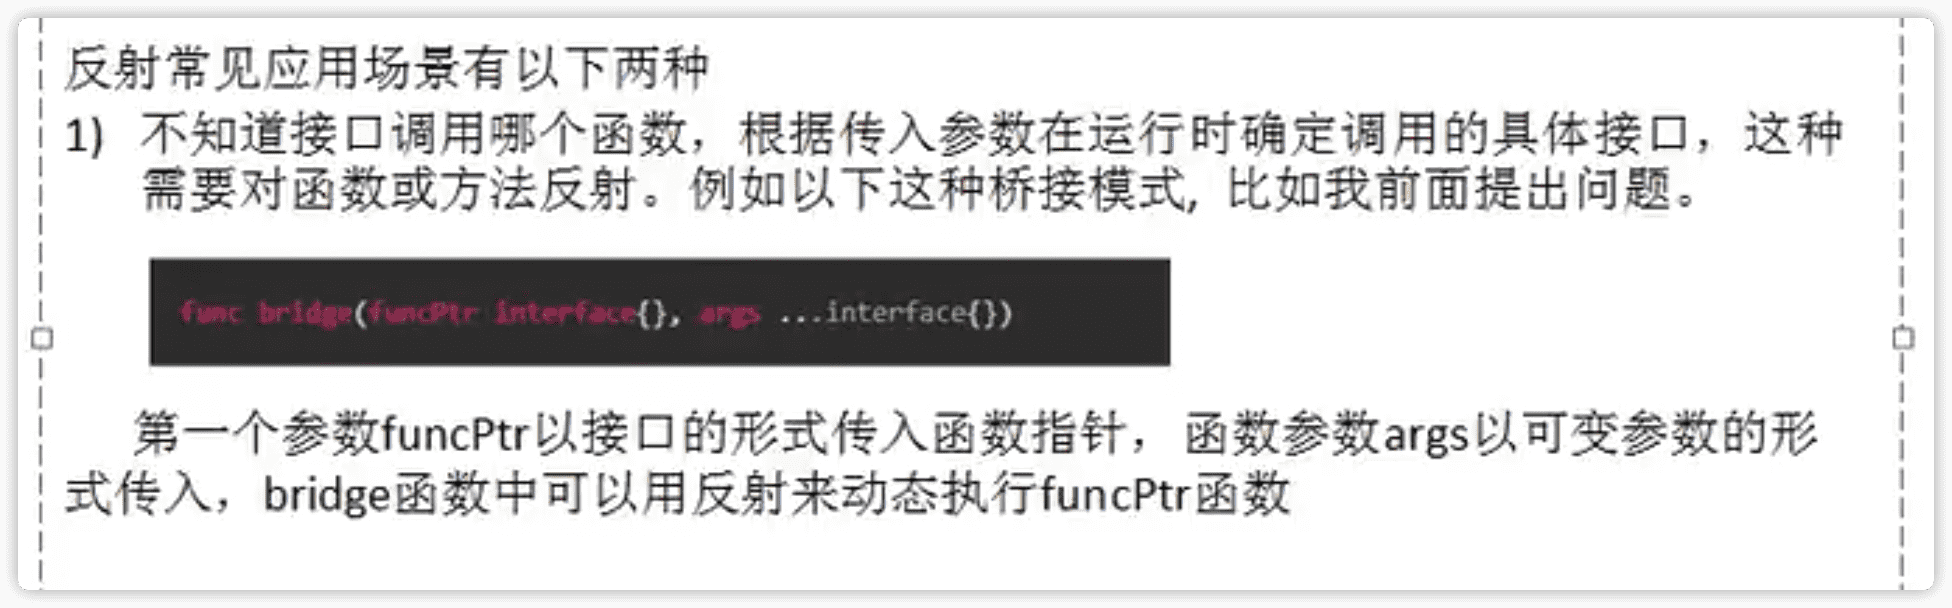 反射常见应用场景有以下两种
1) 不知道接口调用哪个函数，根据传入参数在运行时确定调用的具体接口，这种
需要对函数或方法反射。例如以下这种桥接模式, 比如我前面提出问题。
func bridge(funcPtr interface{}, args ...interface{})
第一个参数funcPtr以接口的形式传入函数指针，函数参数args以可变参数的形
式传入，bridge函数中可以用反射来动态执行funcPtr函数